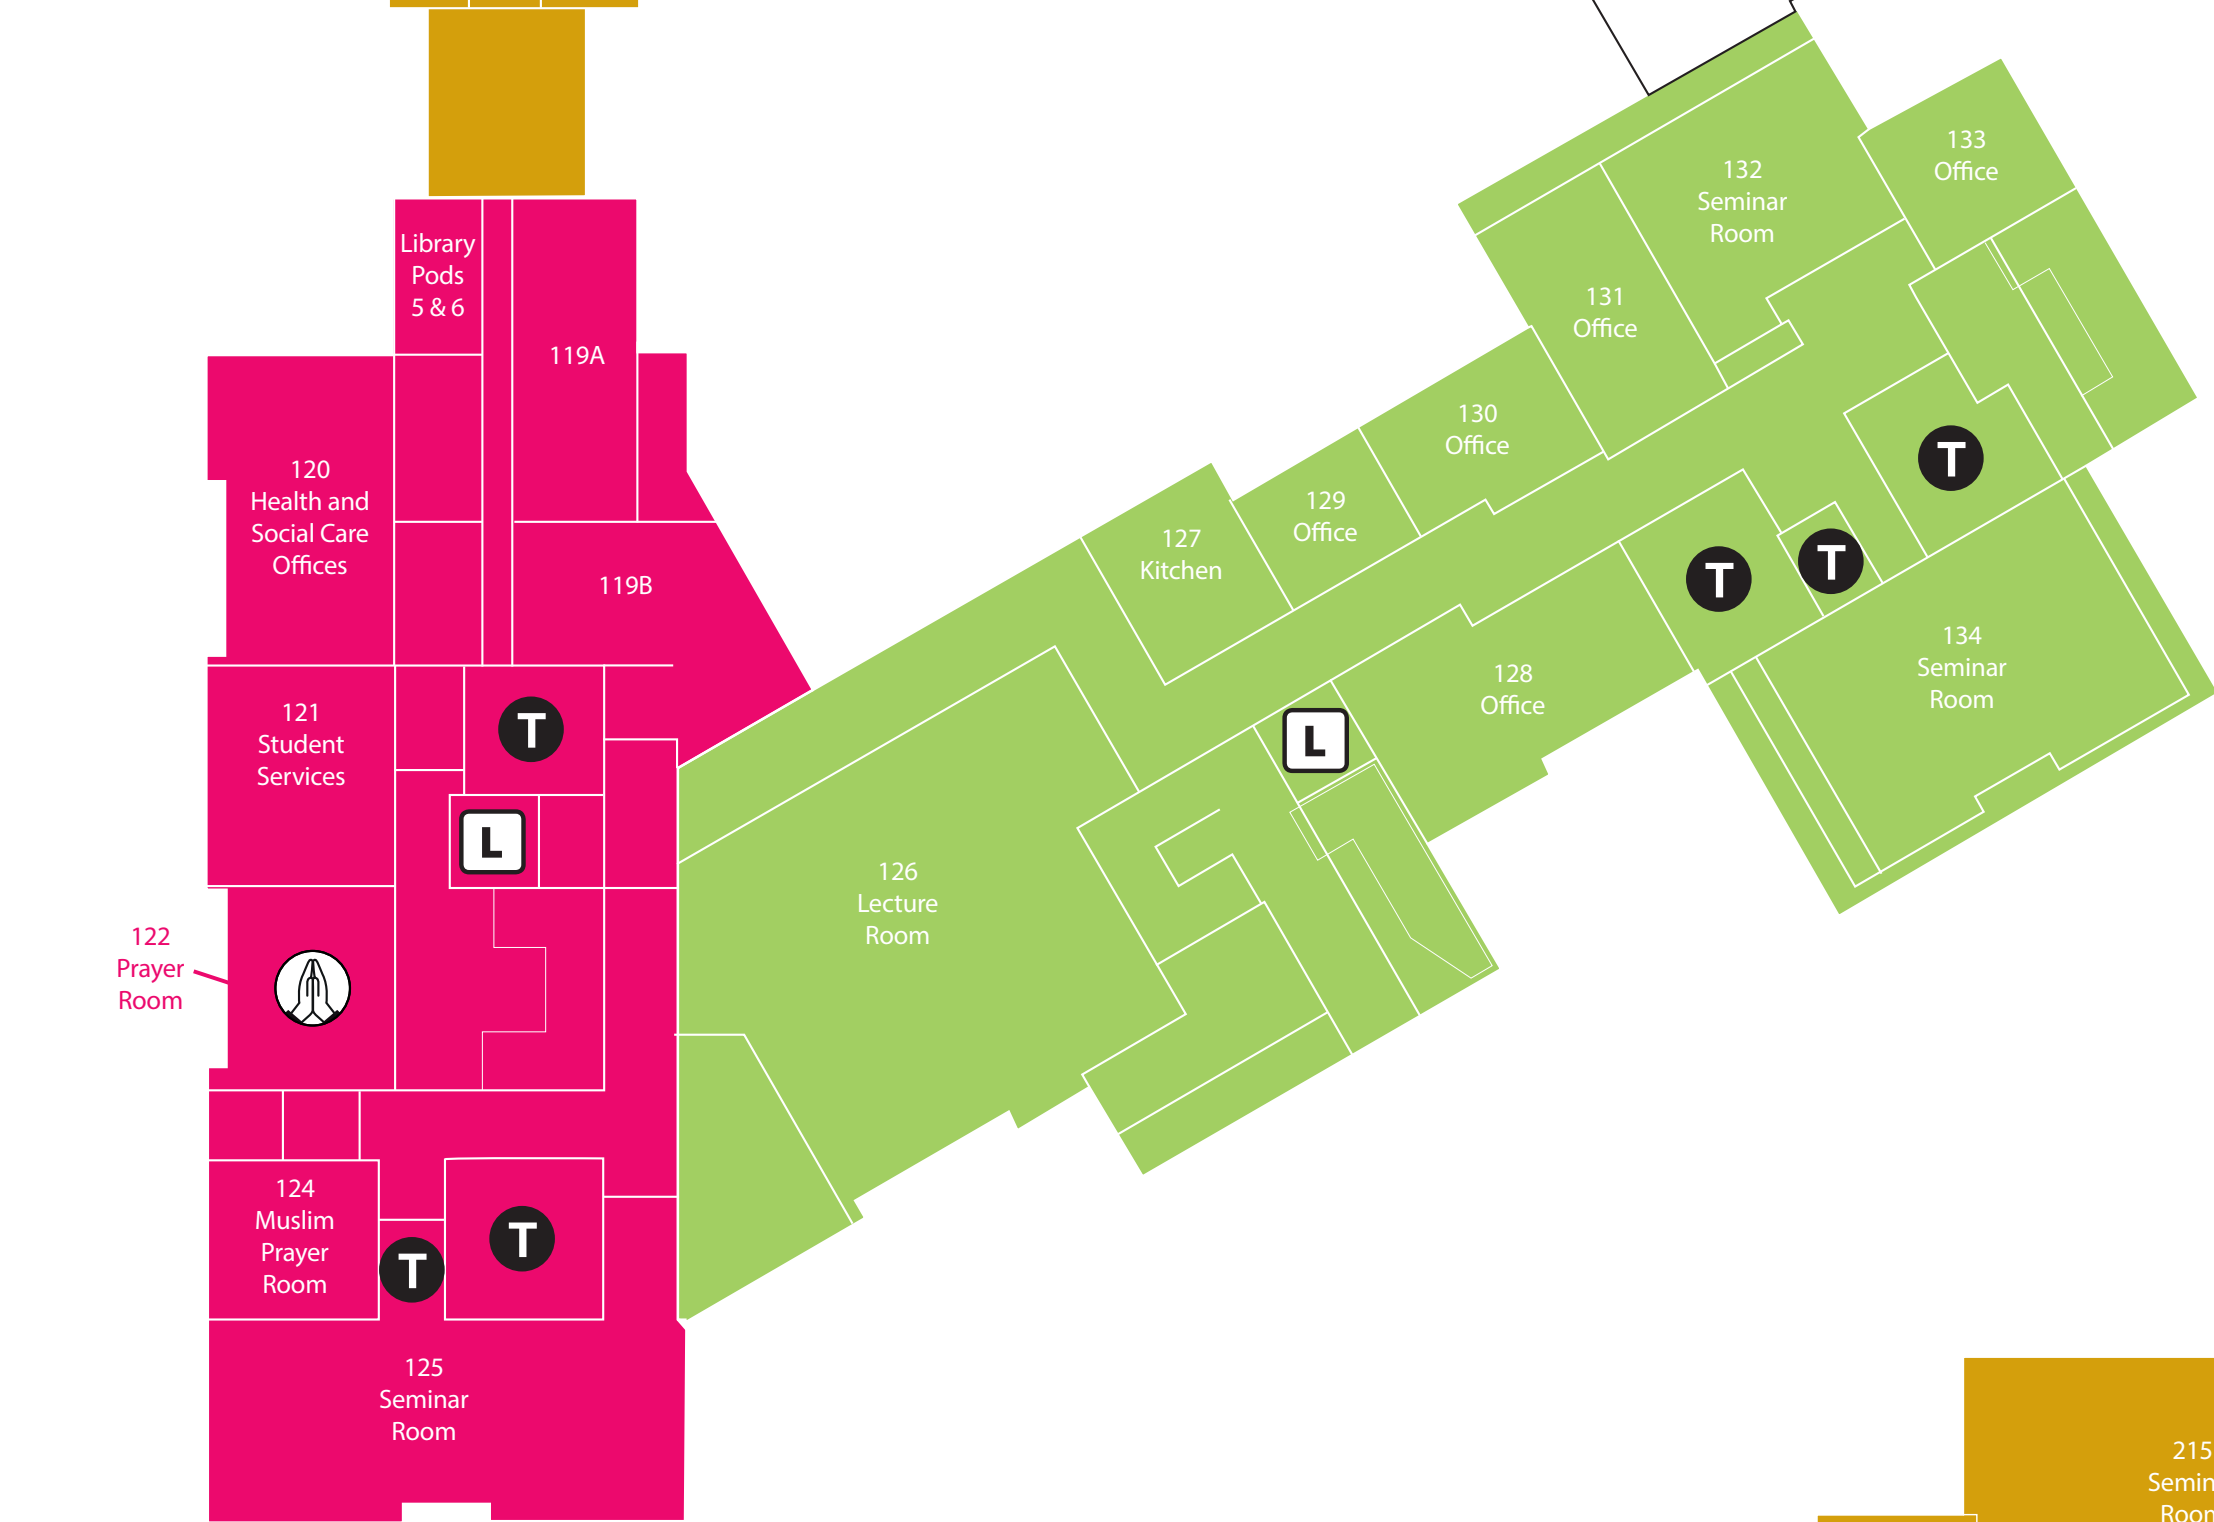 Library
Pods
5 & 6
119A
120
Health and
Social Care
Offices
119B
121
Student
Services
T
L
122
Prayer
Room
124
Muslim
Prayer
Room
T
T
125
Seminar
Room
126
Lecture
Room
127
Kitchen
129
Office
130
Office
131
Office
132
Seminar
Room
133
Office
L
128
Office
T
T
T
134
Seminar
Room
215
Semin
Roon